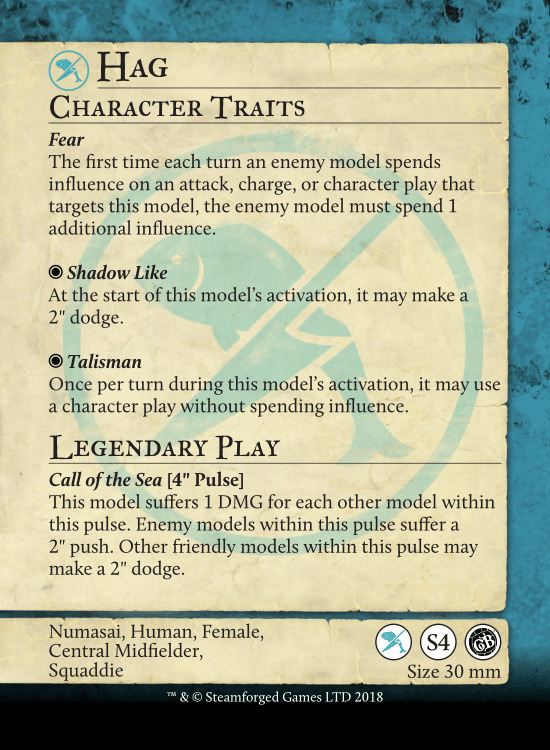 Hag
Character Traits
Fear
The first time each turn an enemy model spends
influence on an attack, charge, or character play that
targets this model, the enemy model must spend 1
additional influence.
Shadow Like
At the start of this model's activation, it may make a
2" dodge.
Talisman
Once per turn during this model's activation, it may use
a character play without spending influence.
Legendary Play
Call of the Sea [4" Pulse]
This model suffers 1 DMG for each other model within
this pulse. Enemy models within this pulse suffer a
2" push. Other friendly models within this pulse may
make a 2" dodge.
Numasai, Human, Female,
Central Midfielder,
Squaddie
S4 GB
Size 30 mm
™ & © Steamforged Games LTD 2018